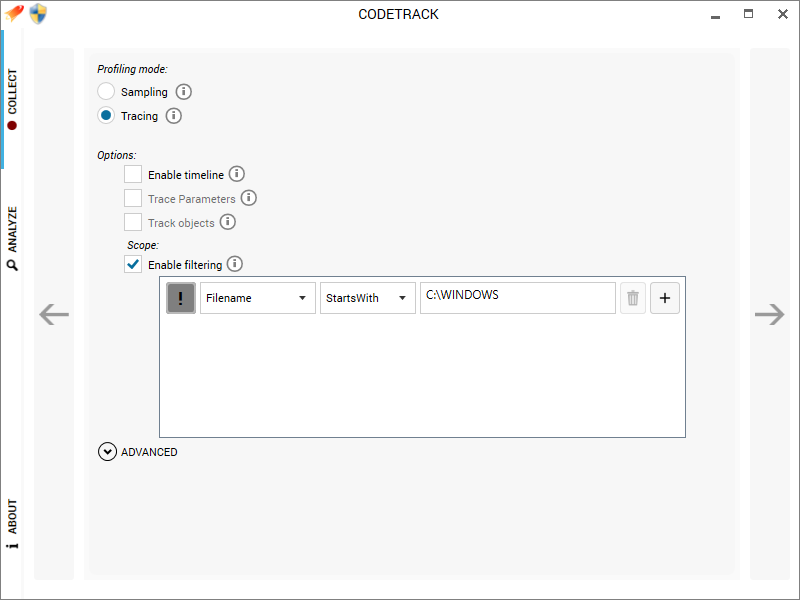 CODETRACK
COLLECT
ANALYZE
ABOUT
Profiling mode:
Sampling
Tracing
Options:
Enable timeline
Trace Parameters
Track objects
Scope:
Enable filtering
! Filename StartsWith C:\WINDOWS +
ADVANCED